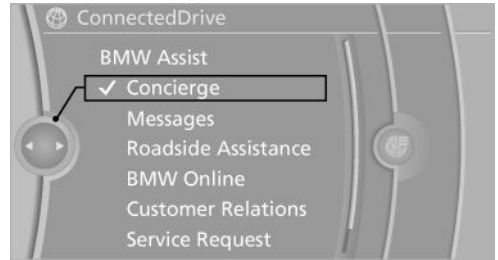 ConnectedDrive
BMW Assist
✓ Concierge
Messages
Roadside Assistance
BMW Online
Customer Relations
Service Request